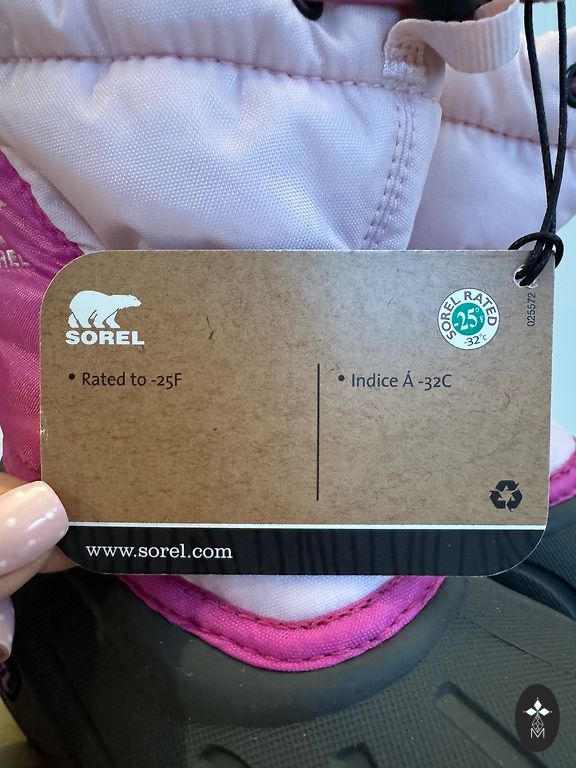 SOREL
SOREL RATED
-25°F
-32°C
025572
• Rated to -25F
• Indice Á -32C
www.sorel.com